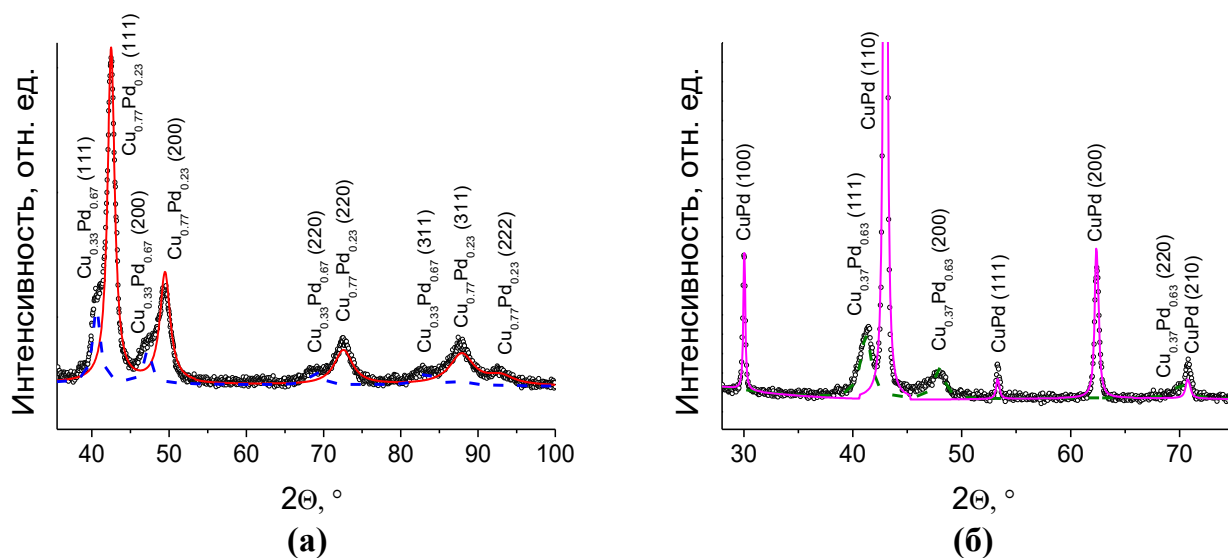 Интенсивность, отн. ед.
Cu0.33Pd0.67 (111)
Cu0.77Pd0.23 (111)
Cu0.33Pd0.67 (200)
Cu0.77Pd0.23 (200)
Cu0.33Pd0.67 (220)
Cu0.77Pd0.23 (220)
Cu0.33Pd0.67 (311)
Cu0.77Pd0.23 (311)
Cu0.77Pd0.23 (222)
40 50 60 70 80 90 100
2Θ, °
(а)
Интенсивность, отн. ед.
CuPd (100)
Cu0.37Pd0.63 (111)
CuPd (110)
Cu0.37Pd0.63 (200)
CuPd (111)
CuPd (200)
Cu0.37Pd0.63 (220)
CuPd (210)
30 40 50 60 70
2Θ, °
(б)